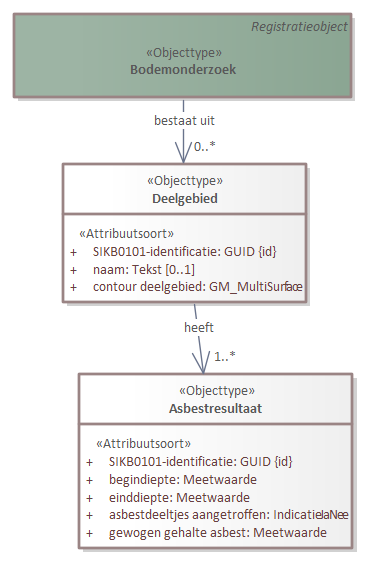 Registratieobject
«Objecttype»
Bodemonderzoek
bestaat uit
0..*
«Objecttype»
Deelgebied
«Attribuutsoort»
+ SIKB0101-identificatie: GUID {id}
+ naam: Tekst [0..1]
+ contour deelgebied: GM_MultiSurface
heeft
1..*
«Objecttype»
Asbestresultaat
«Attribuutsoort»
+ SIKB0101-identificatie: GUID {id}
+ begindiepte: Meetwaarde
+ einddiepte: Meetwaarde
+ asbestdeeltjes aangetroffen: IndicatieJaNee
+ gewogen gehalte asbest: Meetwaarde